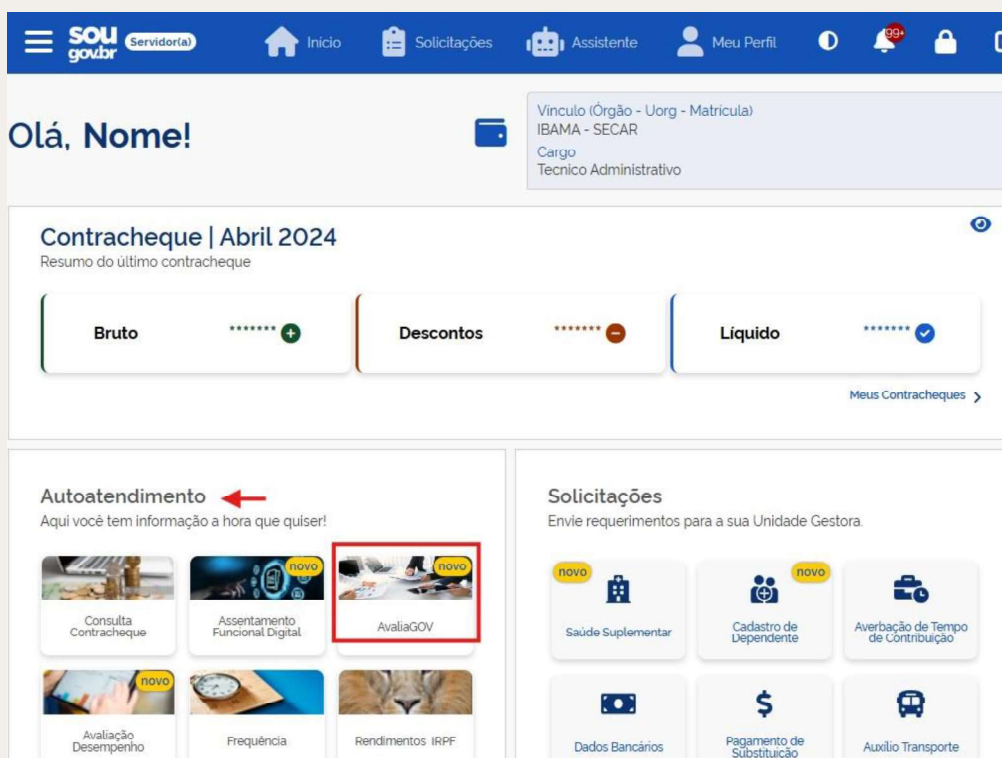 sou
gov.br
Servidor(a)
Início
Solicitações
Assistente
Meu Perfil
99+
Olá, Nome!
Vínculo (Órgão - Uorg - Matrícula)
IBAMA - SECAR
Cargo
Tecnico Administrativo
Contracheque | Abril 2024
Resumo do último contracheque
Bruto ******* +
Descontos ******* −
Líquido *******
Meus Contracheques >
Autoatendimento
Aqui você tem informação a hora que quiser!
Consulta
Contracheque
novo
Assentamento
Funcional Digital
novo
AvaliaGOV
novo
Avaliação
Desempenho
Frequência
Rendimentos IRPF
Solicitações
Envie requerimentos para a sua Unidade Gestora.
novo
Saúde Suplementar
novo
Cadastro de
Dependente
Averbação de Tempo
de Contribuição
Dados Bancários
$
Pagamento de
Substituição
Auxílio Transporte